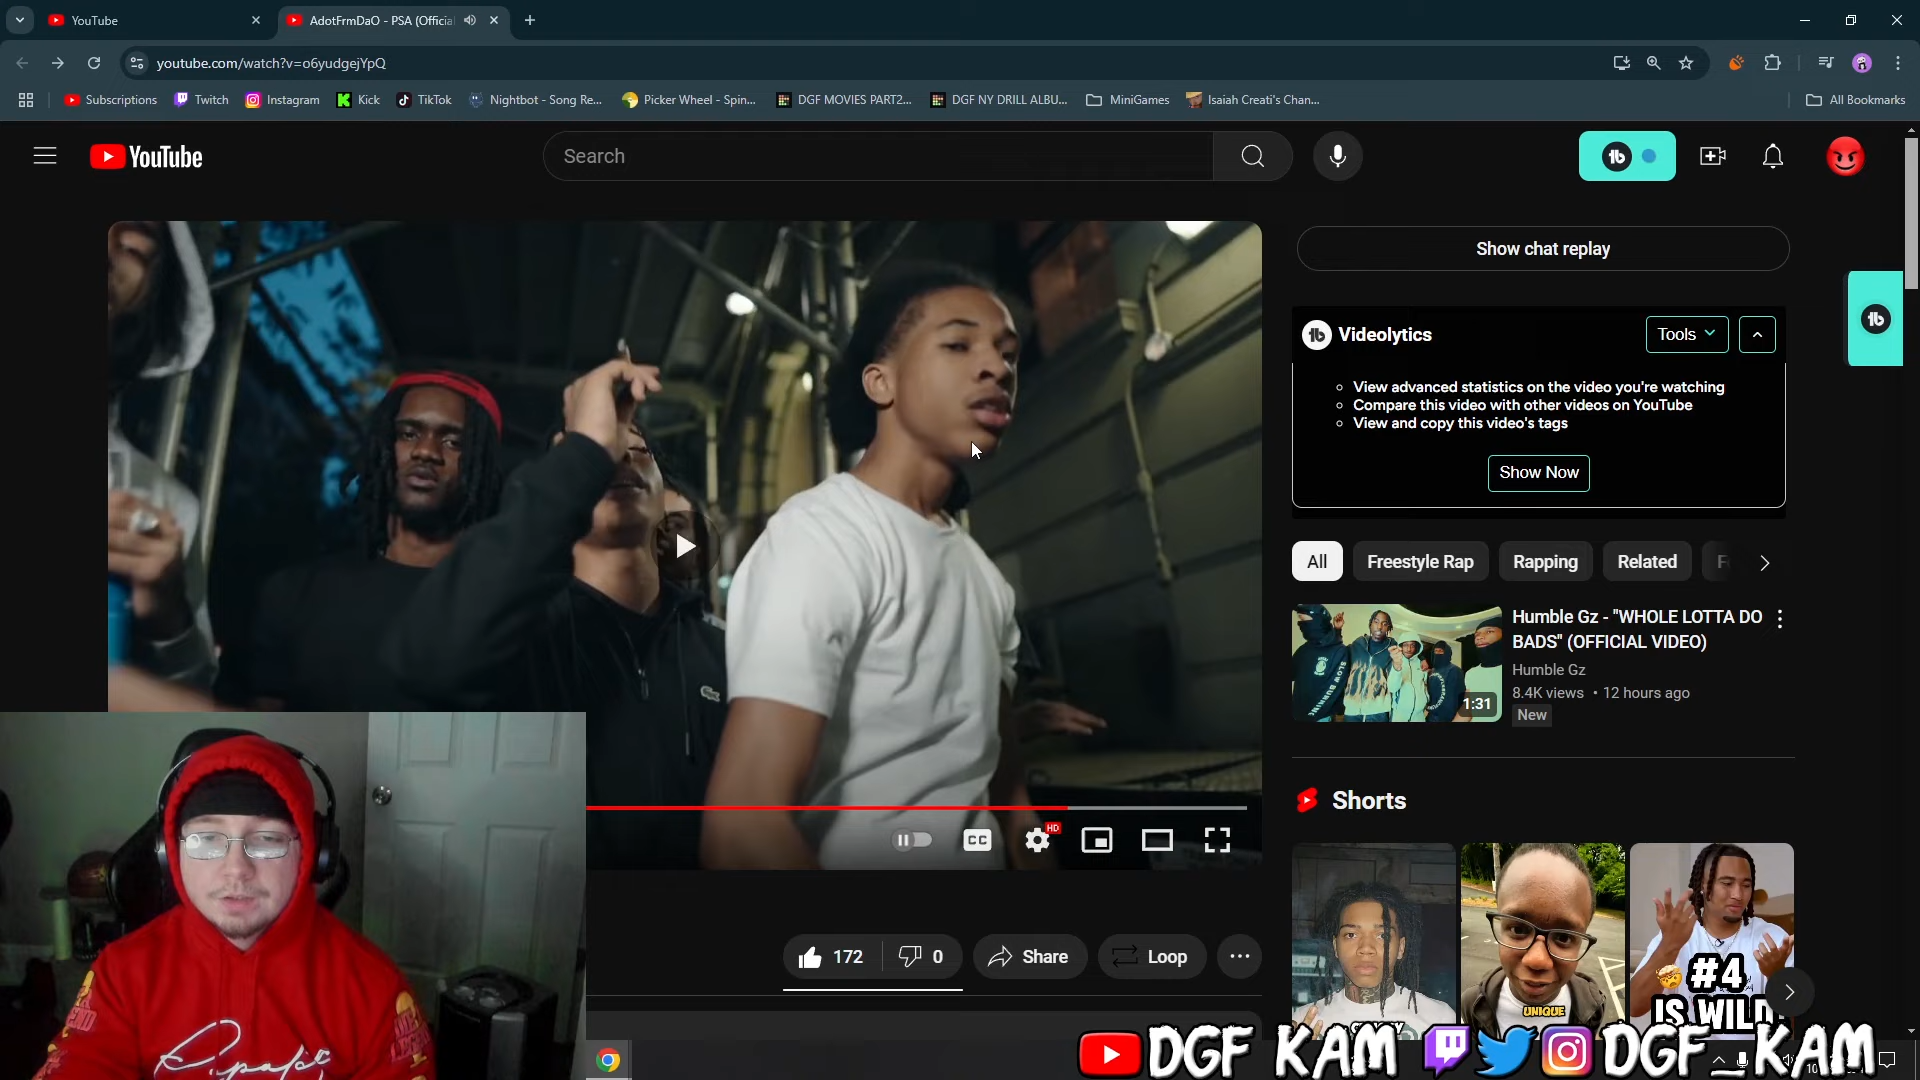 YouTube
AdotFrmDaO - PSA (Officia
youtube.com/watch?v=o6yudgejYpQ
Subscriptions
Twitch
Instagram
Kick
TikTok
Nightbot - Song Re...
Picker Wheel - Spin...
DGF MOVIES PART2...
DGF NY DRILL ALBU...
MiniGames
Isaiah Creati's Chan...
All Bookmarks
YouTube
Search
Show chat replay
Videolytics
Tools
View advanced statistics on the video you're watching
Compare this video with other videos on YouTube
View and copy this video's tags
Show Now
All
Freestyle Rap
Rapping
Related
Humble Gz - "WHOLE LOTTA DO
BADS" (OFFICIAL VIDEO)
Humble Gz
8.4K views • 12 hours ago
New
1:31
CC
HD
Shorts
172
0
Share
Loop
UNIQUE
#4
IS WILD
DGF KAM
DGF_KAM